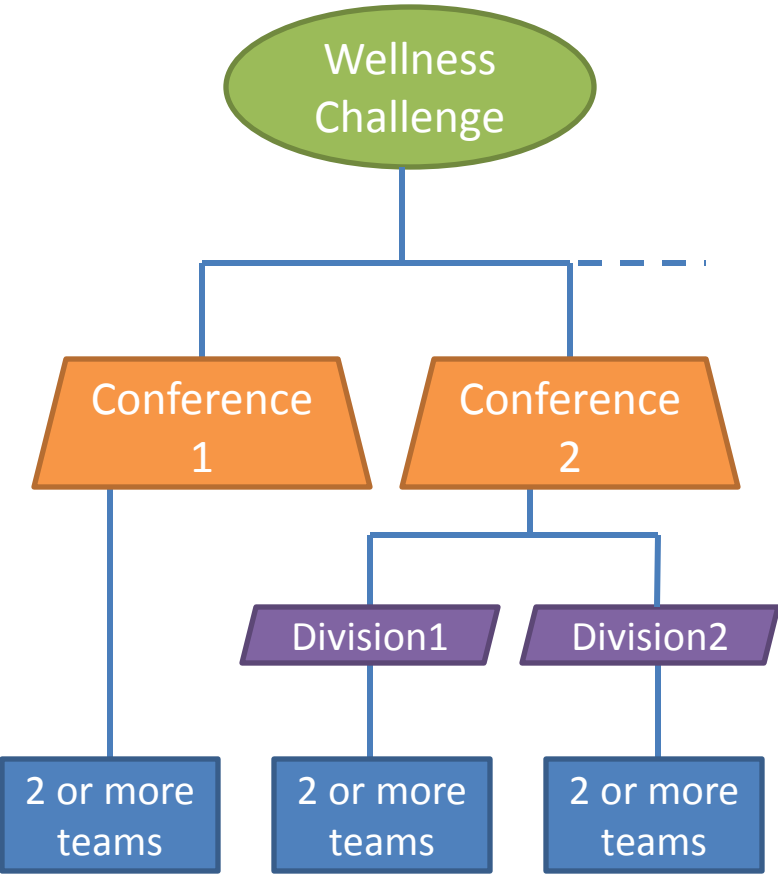 Wellness
Challenge
Conference
1
Conference
2
Division1
Division2
2 or more
teams
2 or more
teams
2 or more
teams